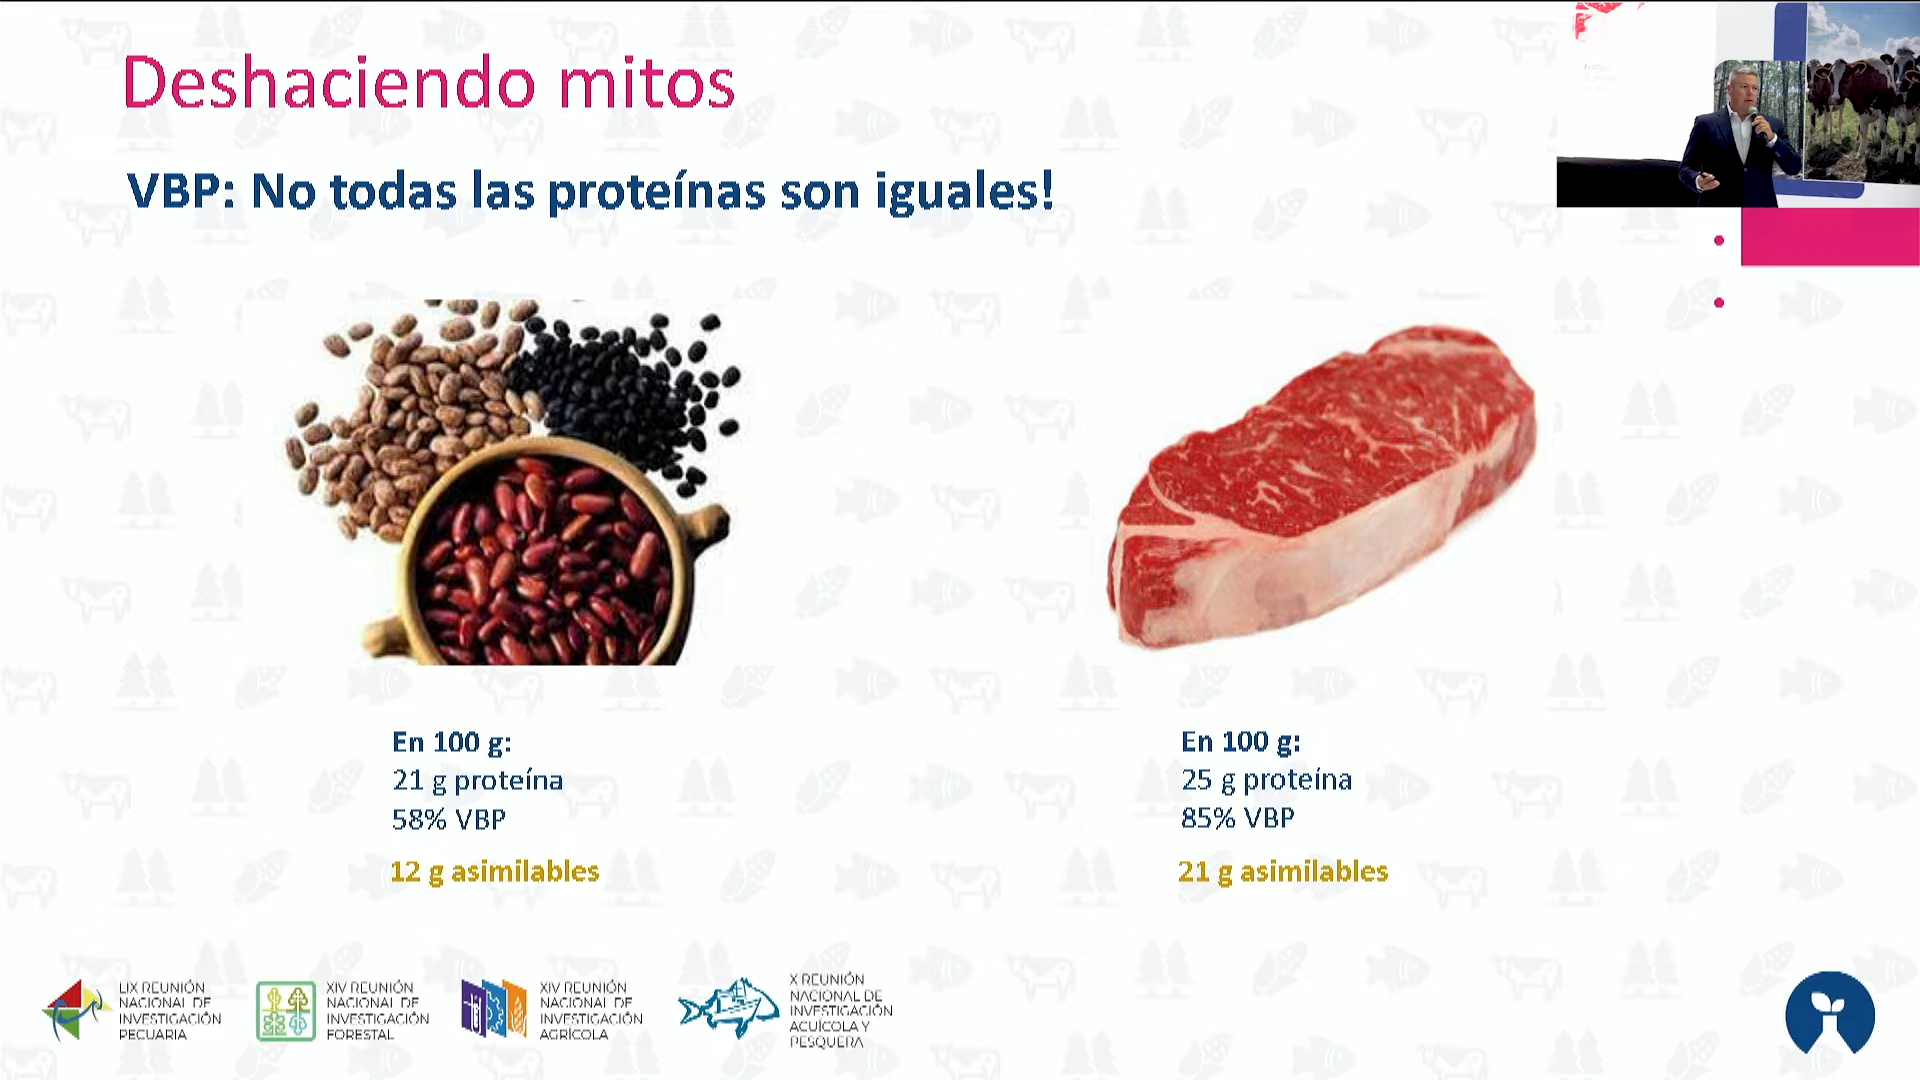 Deshaciendo mitos
VBP: No todas las proteínas son iguales!
En 100 g:
21 g proteína
58% VBP
12 g asimilables
En 100 g:
25 g proteína
85% VBP
21 g asimilables
LIX REUNIÓN
NACIONAL DE
INVESTIGACIÓN
PECUARIA
XIV REUNIÓN
NACIONAL DE
INVESTIGACIÓN
FORESTAL
XIV REUNIÓN
NACIONAL DE
INVESTIGACIÓN
AGRÍCOLA
X REUNIÓN
NACIONAL DE
INVESTIGACIÓN
ACUÍCOLA Y
PESQUERA